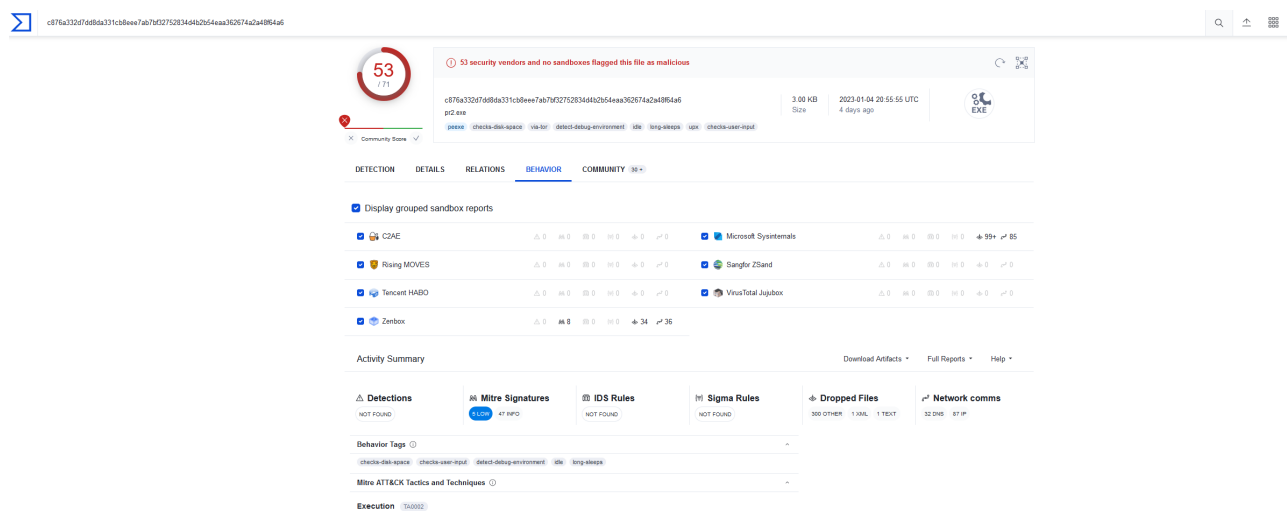 c876a332d7dd8da331cb8eee7ab7bf32752834d4b2b54eaa362674a2a48f64a6
53
/ 71
Community Score
53 security vendors and no sandboxes flagged this file as malicious
c876a332d7dd8da331cb8eee7ab7bf32752834d4b2b54eaa362674a2a48f64a6
pr2.exe
peexe checks-disk-space via-tor detect-debug-environment idle long-sleeps upx checks-user-input
3.00 KB
Size
2023-01-04 20:55:55 UTC
4 days ago
EXE
DETECTION DETAILS RELATIONS BEHAVIOR COMMUNITY 30 +
Display grouped sandbox reports
C2AE 0 0 0 0 0 0
Microsoft Sysinternals 0 0 0 0 99+ 85
Rising MOVES 0 0 0 0 0 0
Sangfor ZSand 0 0 0 0 0 0
Tencent HABO 0 0 0 0 0 0
VirusTotal Jujubox 0 0 0 0 0 0
Zenbox 0 8 0 0 34 36
Activity Summary
Download Artifacts Full Reports Help
Detections
NOT FOUND
Mitre Signatures
6 LOW 47 INFO
IDS Rules
NOT FOUND
Sigma Rules
NOT FOUND
Dropped Files
300 OTHER 1 XML 1 TEXT
Network comms
32 DNS 87 IP
Behavior Tags
checks-disk-space checks-user-input detect-debug-environment idle long-sleeps
Mitre ATT&CK Tactics and Techniques
Execution TA0002